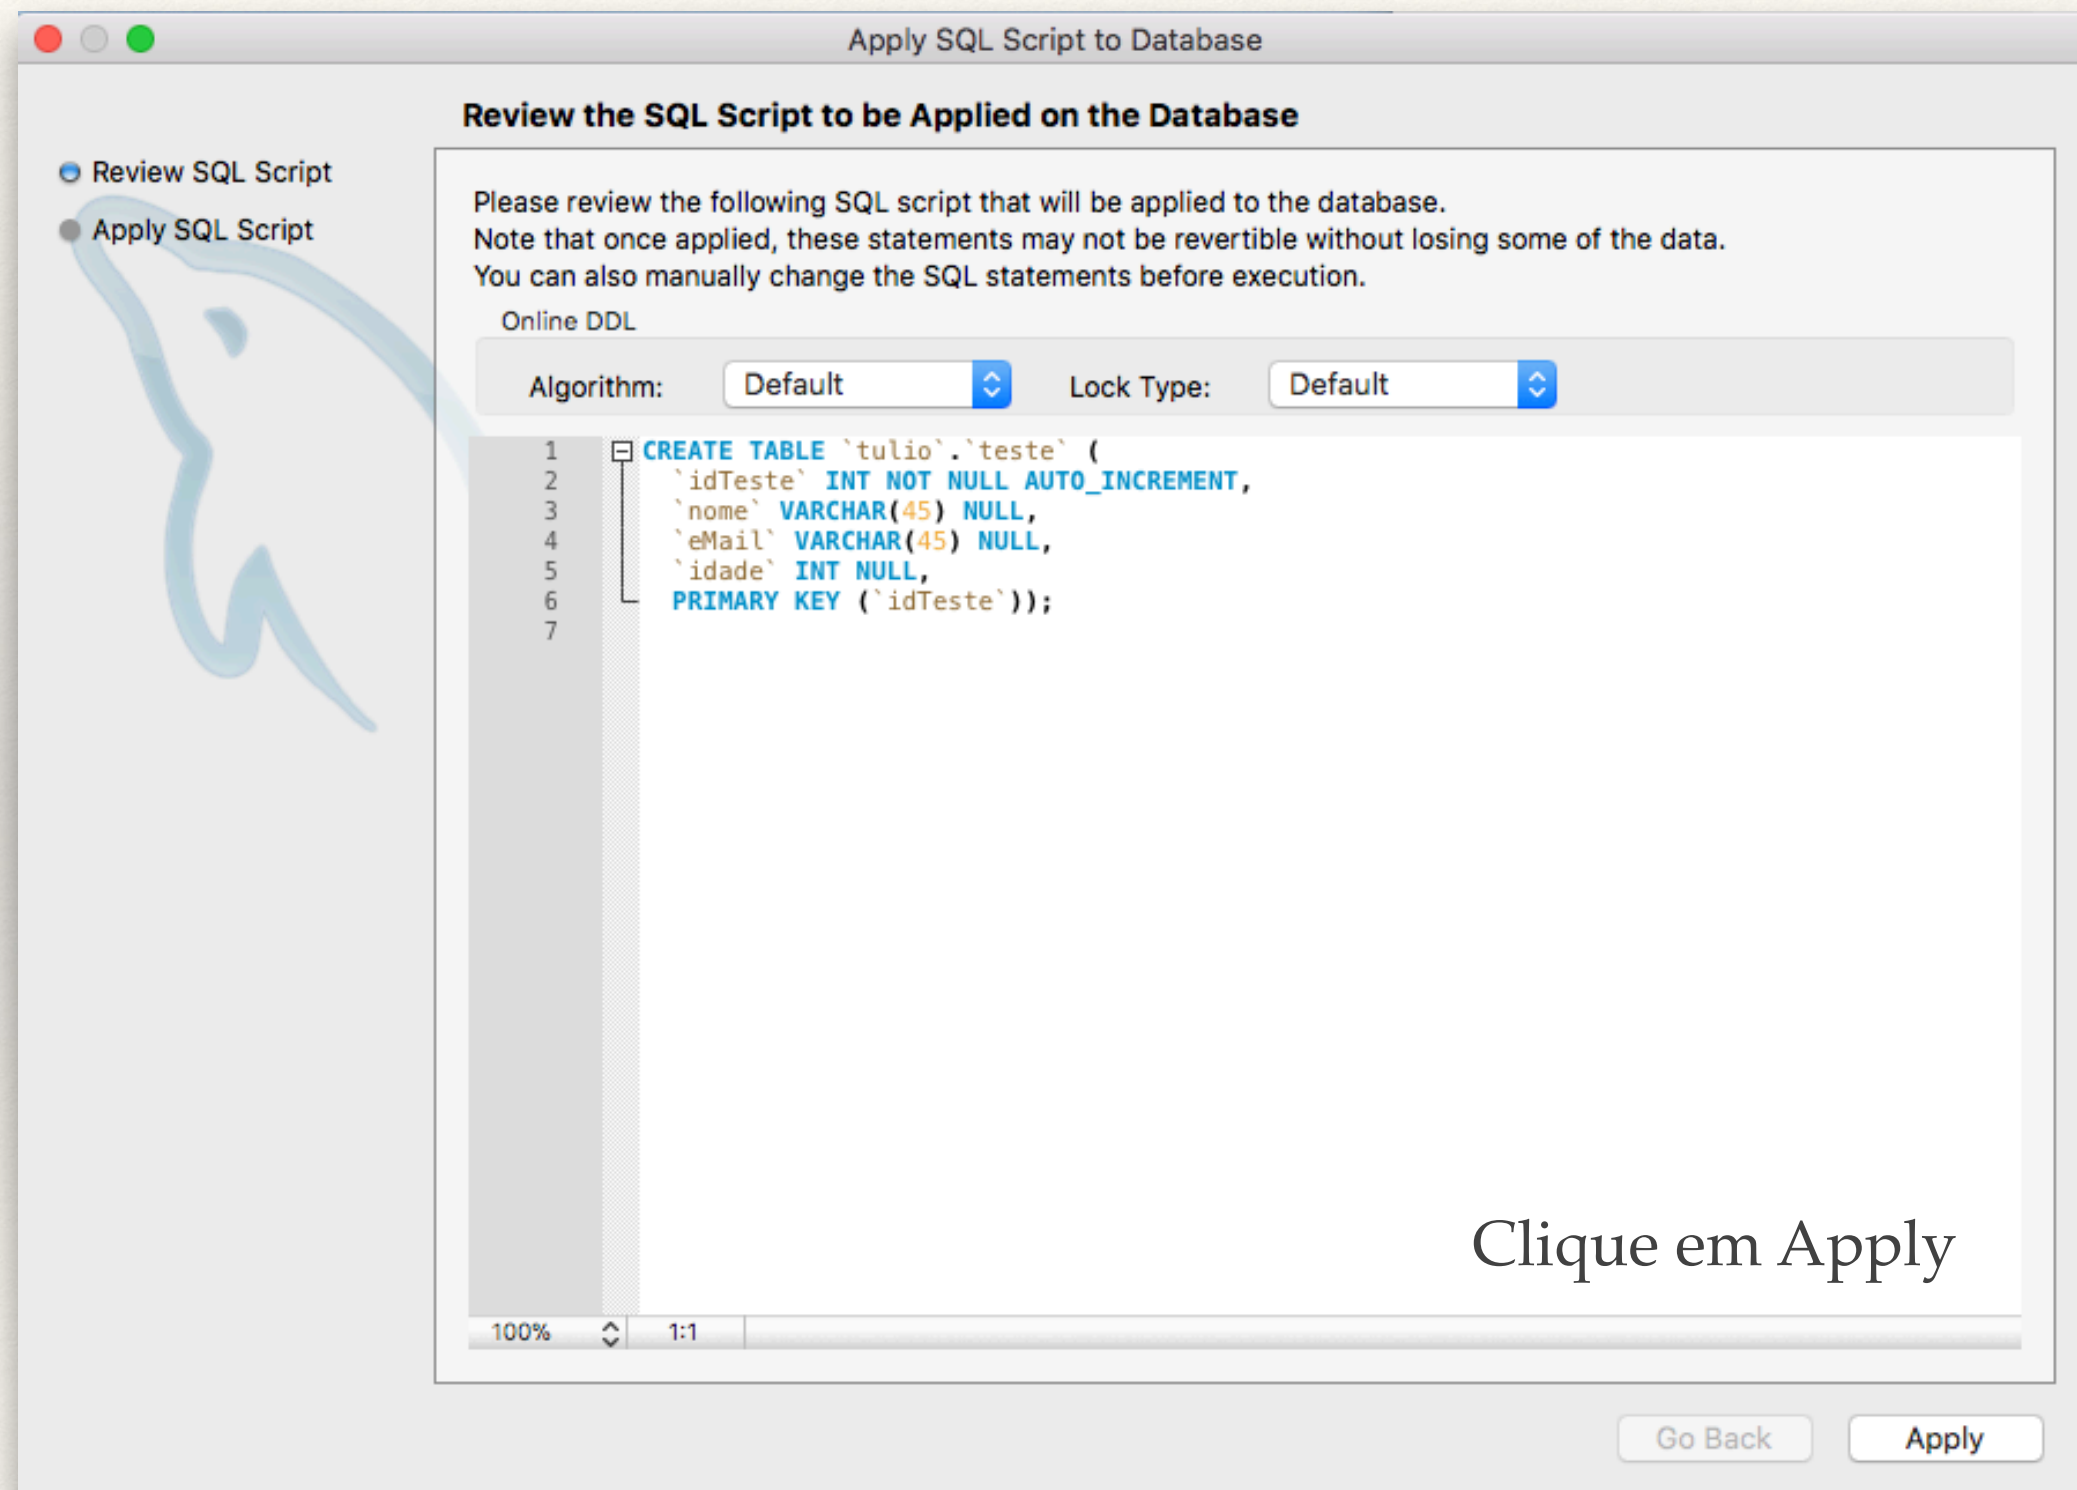 Apply SQL Script to Database
Review the SQL Script to be Applied on the Database
Review SQL Script
Apply SQL Script
Please review the following SQL script that will be applied to the database.
Note that once applied, these statements may not be revertible without losing some of the data.
You can also manually change the SQL statements before execution.
Online DDL
Algorithm: Default Lock Type: Default
1 CREATE TABLE `tulio`.`teste` (
2 `idTeste` INT NOT NULL AUTO_INCREMENT,
3 `nome` VARCHAR(45) NULL,
4 `eMail` VARCHAR(45) NULL,
5 `idade` INT NULL,
6 PRIMARY KEY (`idTeste`));
7
Clique em Apply
100% 1:1
Go Back Apply